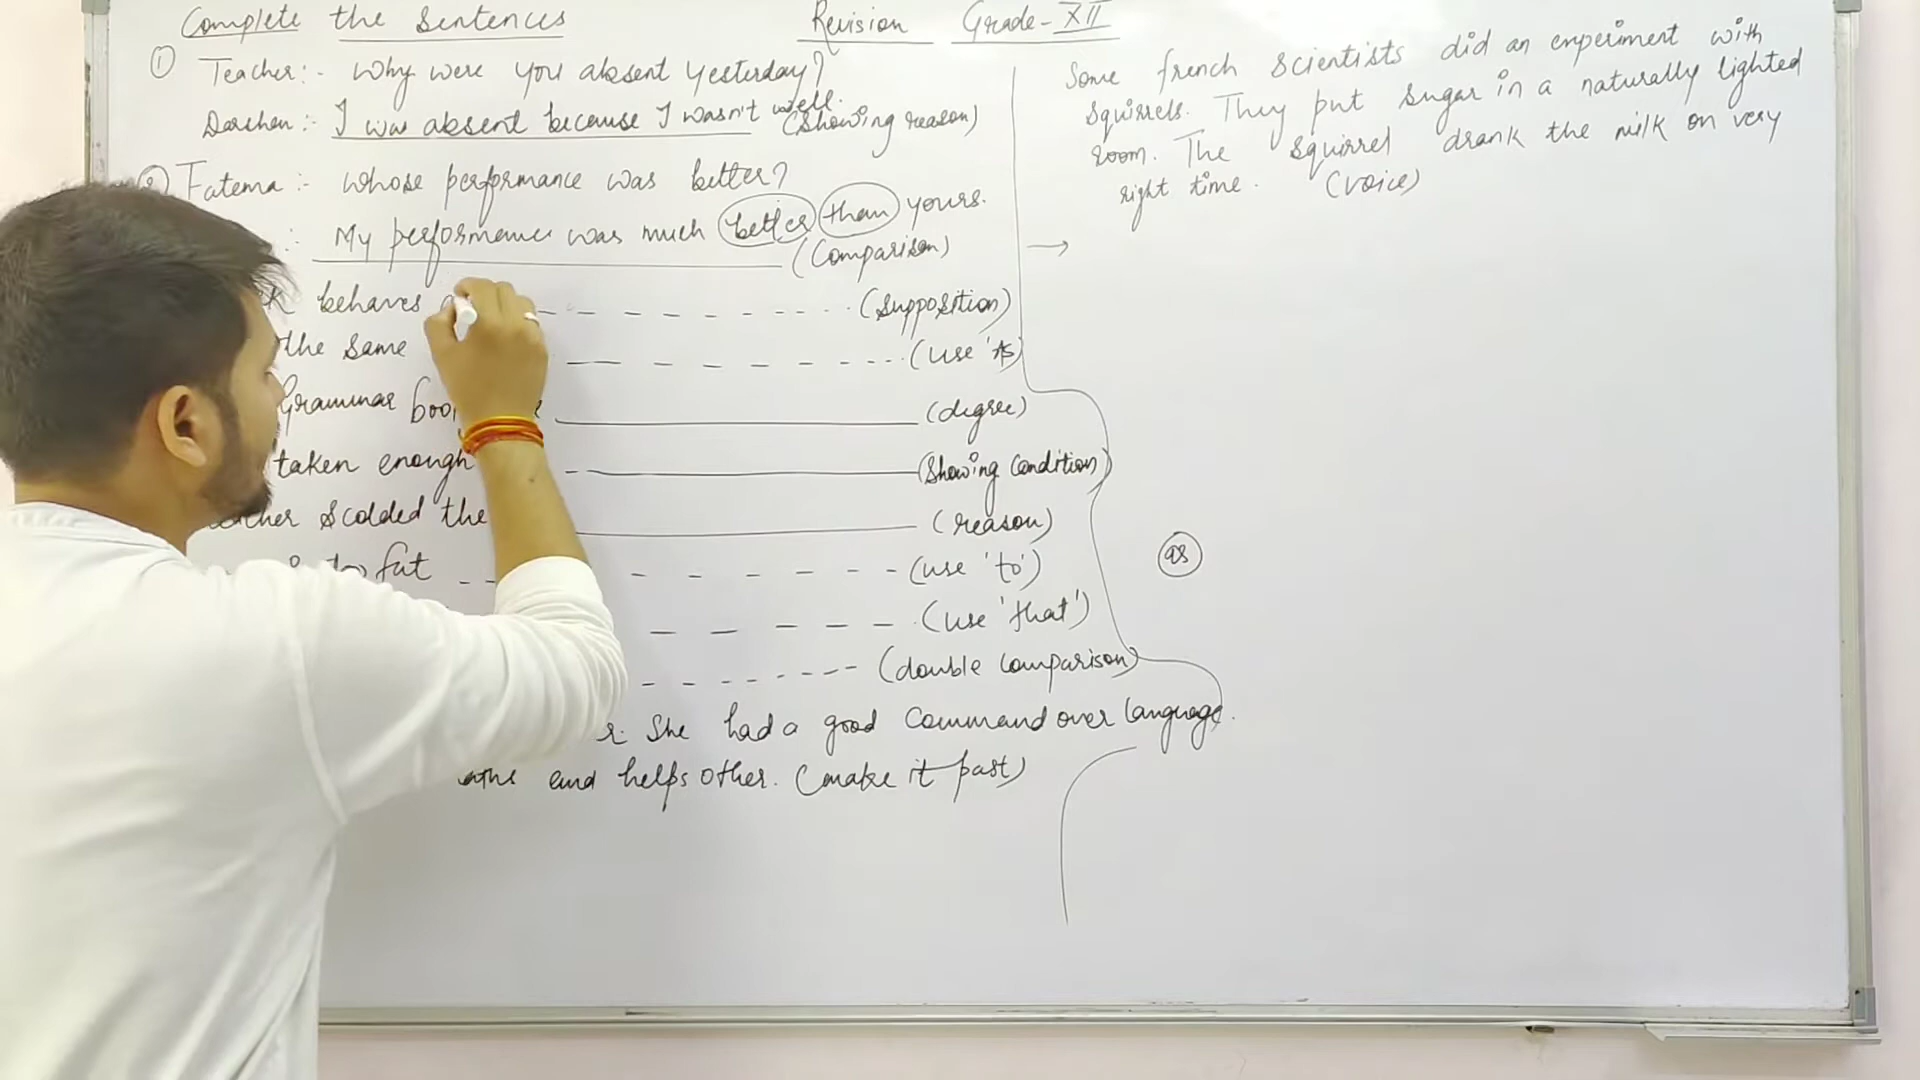 Complete the Sentences
Revision Grade-XII
① Teacher:- Why were you absent yesterday?
Darshan:- I was absent because I wasn't well. (Showing reason)
Fatema:- Whose performance was better?
:- My performance was much better than yours. (Comparison)
behaves (Supposition)
the same (use 'As)
Grammar (degree)
taken enough (Showing Condition)
scolded the (reason)
fat (use 'to')
(use 'that')
(double Comparison)
r. She had a good Command over Language.
and helps other. (make it past)
Some french scientists did an experiment with
squirrels. They put sugar in a naturally lighted
room. The squirrel drank the milk on very
right time. (voice)
→
as